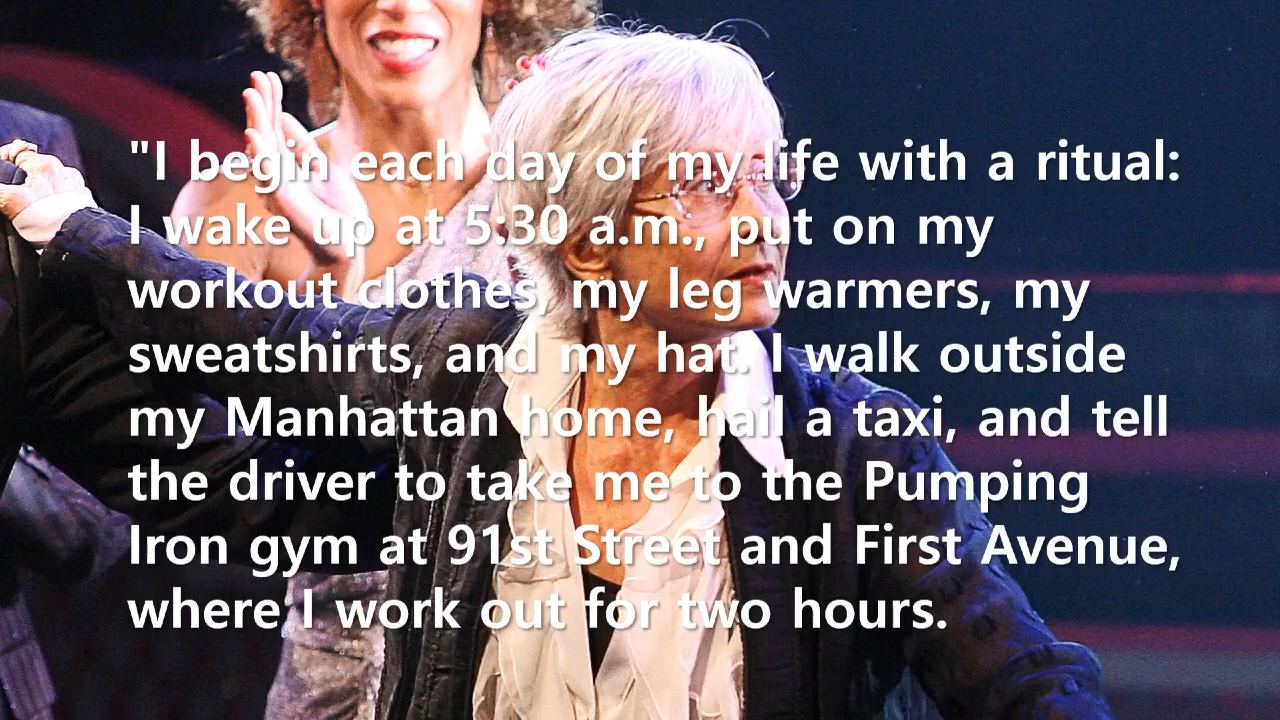 "I begin each day of my life with a ritual:
I wake up at 5:30 a.m., put on my
workout clothes, my leg warmers, my
sweatshirts, and my hat. I walk outside
my Manhattan home, hail a taxi, and tell
the driver to take me to the Pumping
Iron gym at 91st Street and First Avenue,
where I work out for two hours.